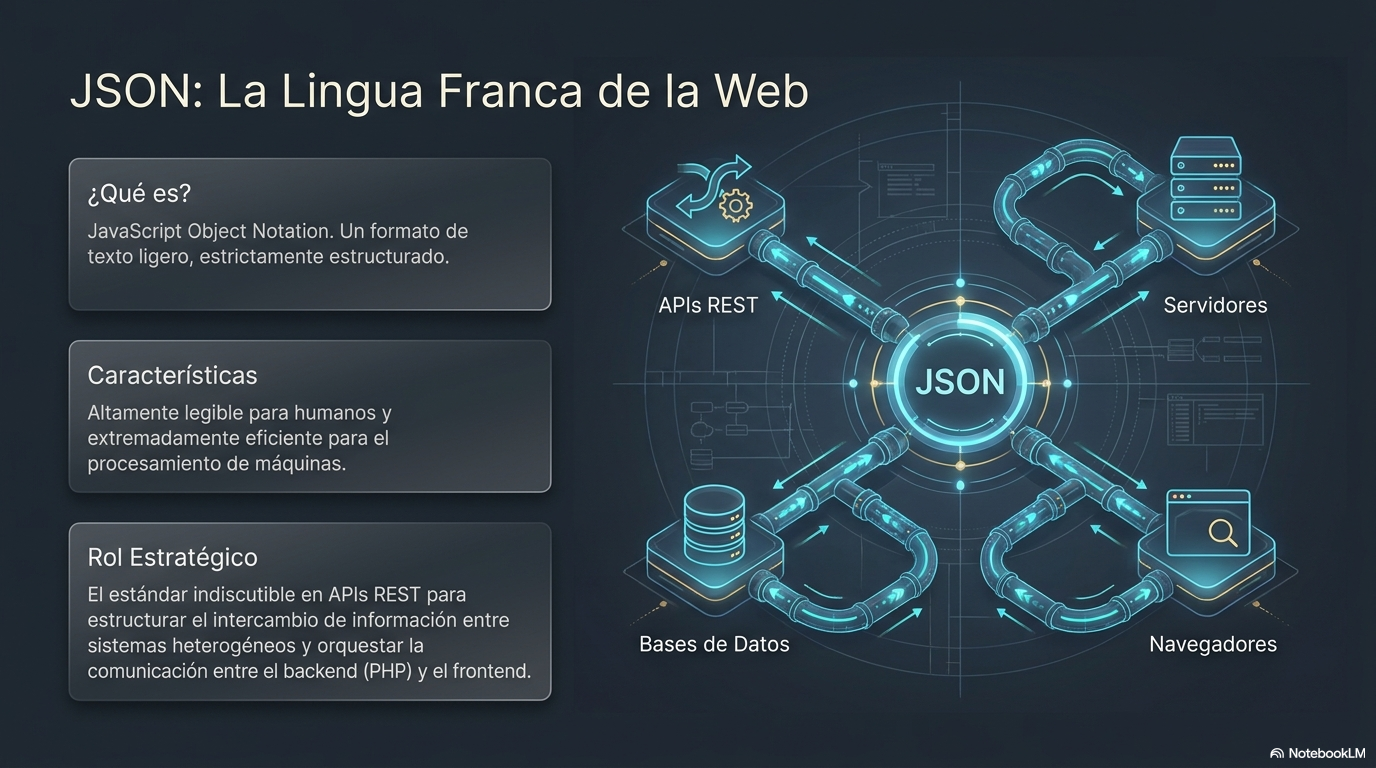 JSON: La Lingua Franca de la Web
¿Qué es?
JavaScript Object Notation. Un formato de
texto ligero, estrictamente estructurado.
Características
Altamente legible para humanos y
extremadamente eficiente para el
procesamiento de máquinas.
Rol Estratégico
El estándar indiscutible en APIs REST para
estructurar el intercambio de información entre
sistemas heterogéneos y orquestar la
comunicación entre el backend (PHP) y el frontend.
APIs REST
Servidores
JSON
Bases de Datos
Navegadores
NotebookLM